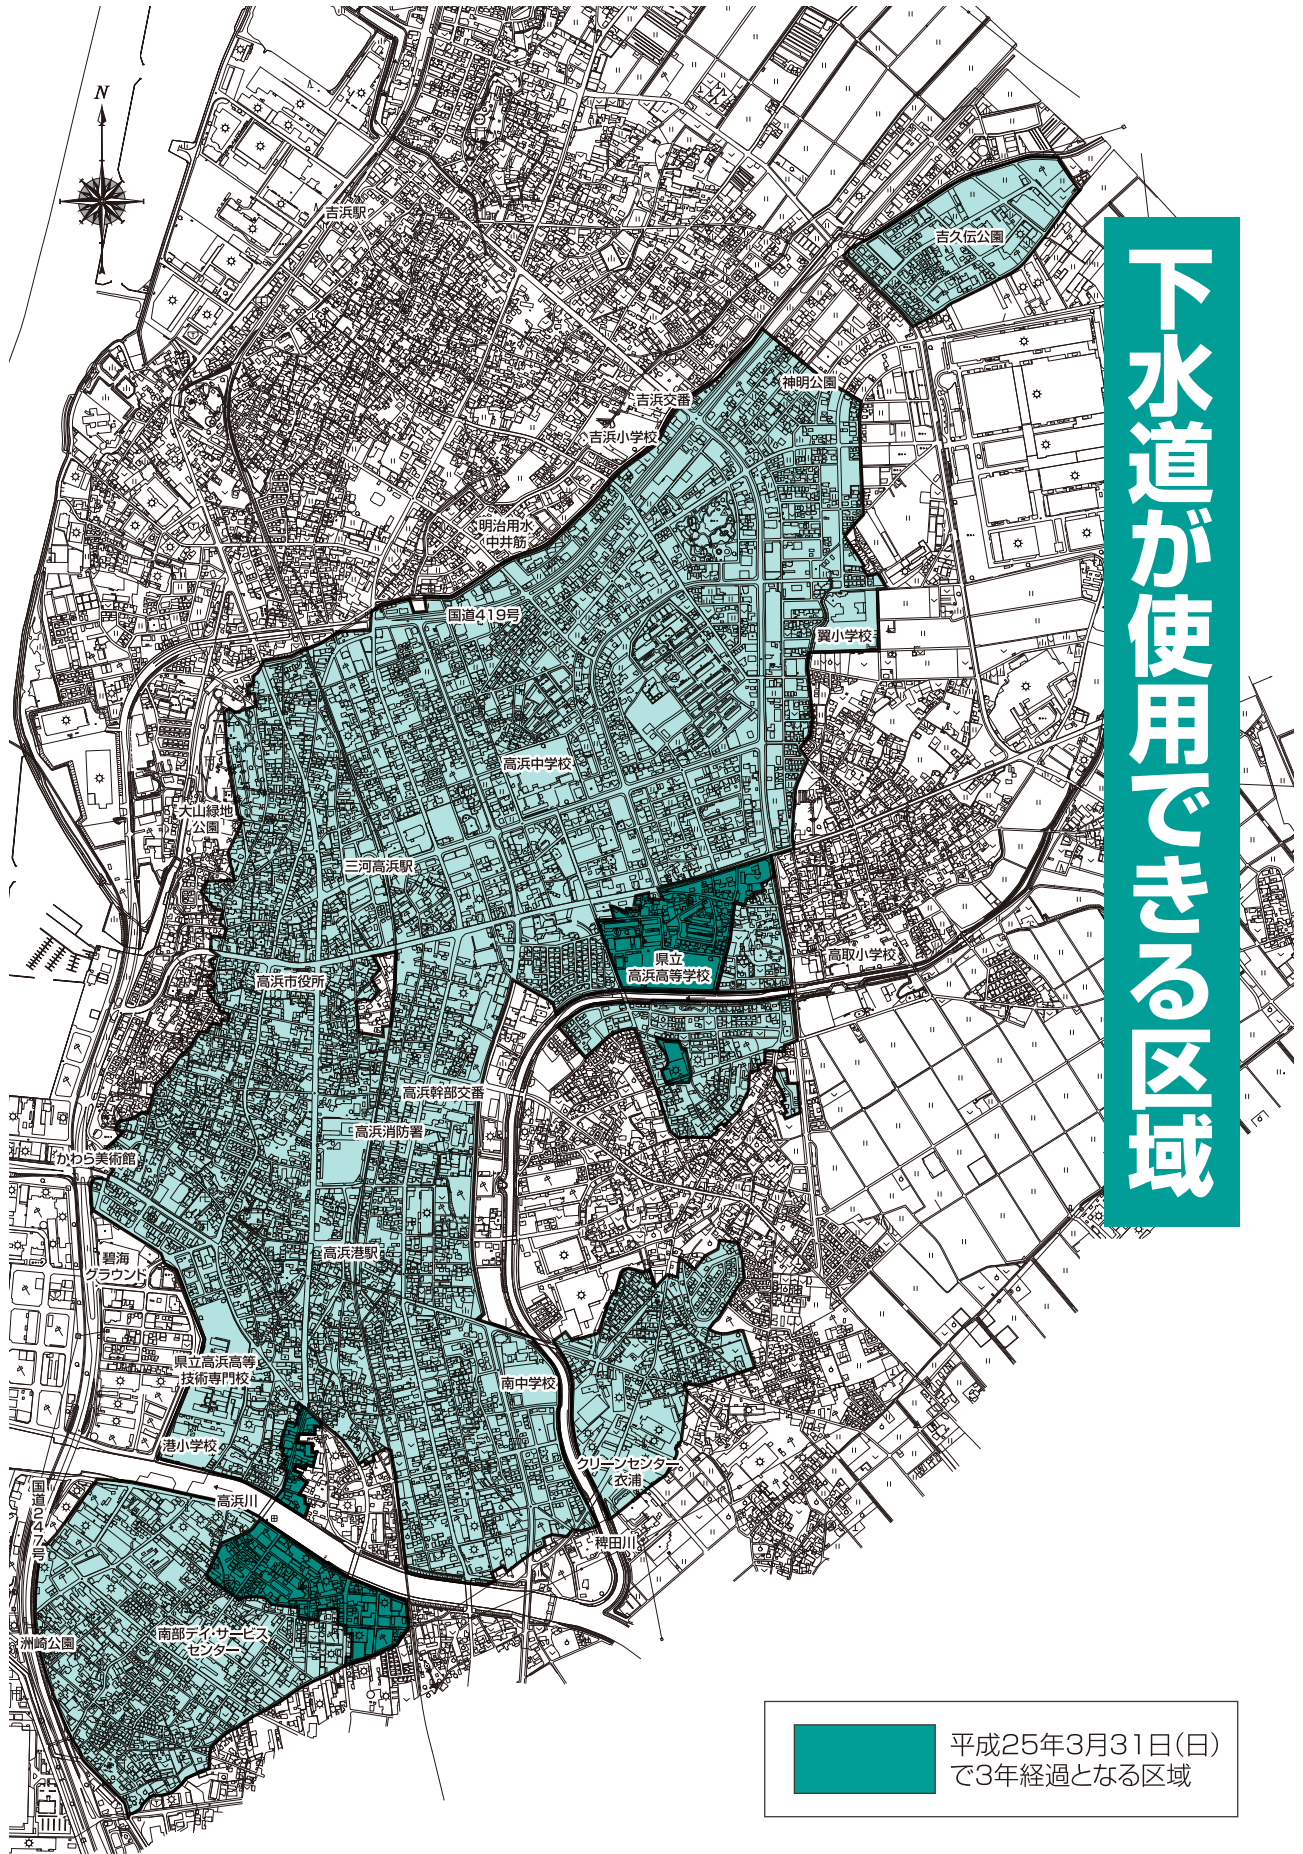 下水道が使用できる区域
N
吉浜駅
吉久伝公園
神明公園
吉浜交番
吉浜小学校
明治用水
中井筋
国道419号
翼小学校
高浜中学校
大山緑地
公園
三河高浜駅
県立
高浜高等学校
高取小学校
高浜市役所
高浜幹部交番
高浜消防署
かわら美術館
高浜港駅
碧海
グラウンド
県立高浜高等
技術専門校
南中学校
港小学校
クリーンセンター
衣浦
国道247号
高浜川
稗田川
洲崎公園
南部デイ・サービス
センター
平成25年3月31日(日)
で3年経過となる区域